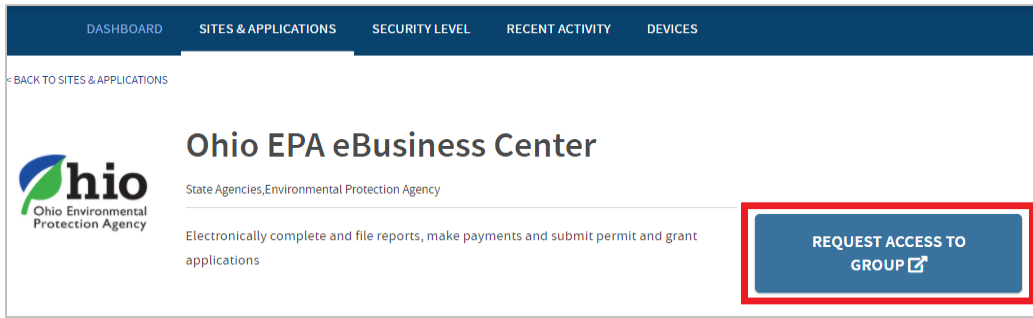 DASHBOARD SITES & APPLICATIONS SECURITY LEVEL RECENT ACTIVITY DEVICES
< BACK TO SITES & APPLICATIONS
Ohio EPA eBusiness Center
hio
Ohio Environmental
Protection Agency
State Agencies,Environmental Protection Agency
Electronically complete and file reports, make payments and submit permit and grant
applications
REQUEST ACCESS TO
GROUP